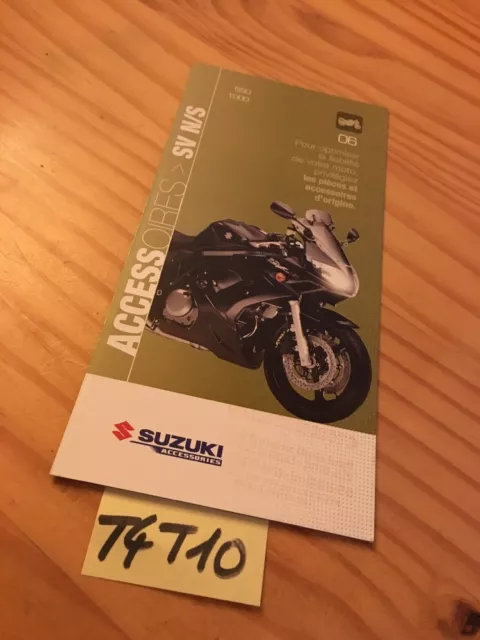 650
1000
06
Pour optimiser
la fiabilité
de votre moto,
privilégiez
les pièces et
accessoires
d'origine.
ACCESSOIRES > SV N/S
SUZUKI
ACCESSORIES
T4T10